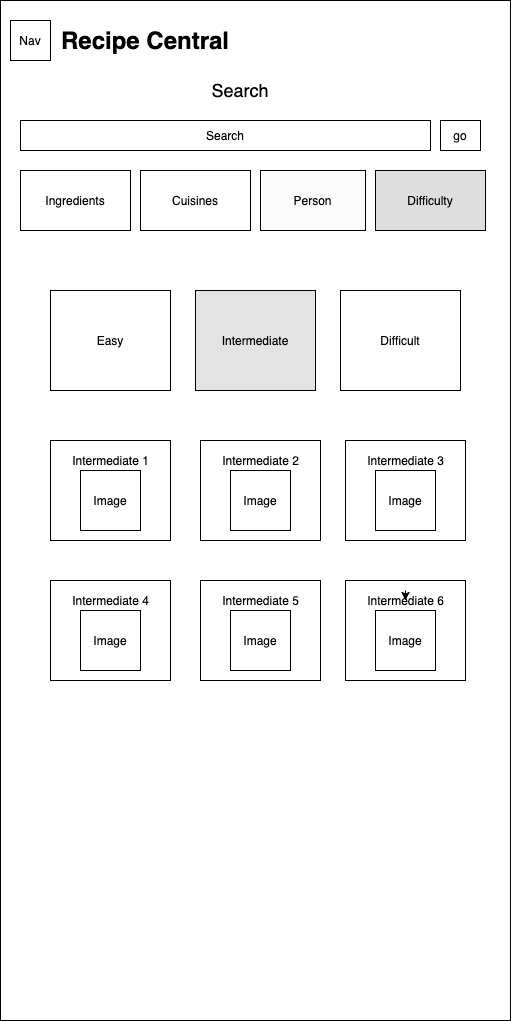 Nav
Recipe Central
Search
Search
go
Ingredients
Cuisines
Person
Difficulty
Easy
Intermediate
Difficult
Intermediate 1
Intermediate 2
Intermediate 3
Image
Image
Image
Intermediate 4
Intermediate 5
Intermediate 6
Image
Image
Image